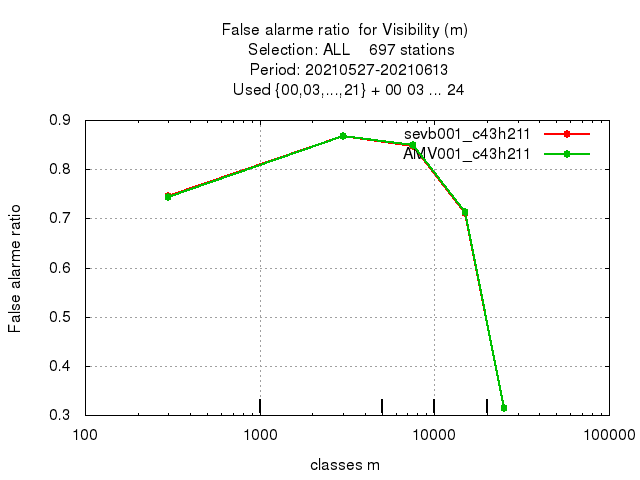 False alarme ratio  for Visibility (m)
Selection: ALL    697 stations
Period: 20210527-20210613
Used {00,03,...,21} + 00 03 ... 24
sevb001_c43h211
AMV001_c43h211
False alarme ratio
0.9
0.8
0.7
0.6
0.5
0.4
0.3
100 1000 10000 100000
classes m